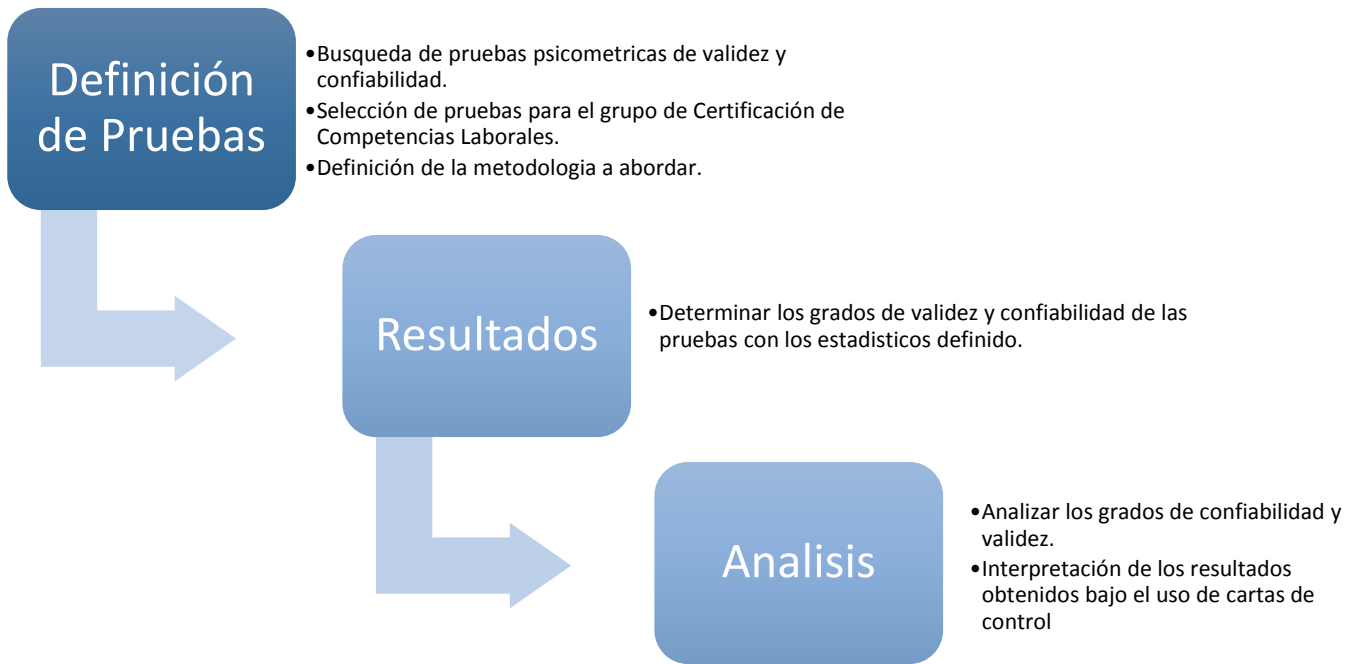 Definición
de Pruebas
•Busqueda de pruebas psicometricas de validez y
confiabilidad.
•Selección de pruebas para el grupo de Certificación de
Competencias Laborales.
•Definición de la metodologia a abordar.
Resultados
•Determinar los grados de validez y confiabilidad de las
pruebas con los estadisticos definido.
Analisis
•Analizar los grados de confiabilidad y
validez.
•Interpretación de los resultados
obtenidos bajo el uso de cartas de
control